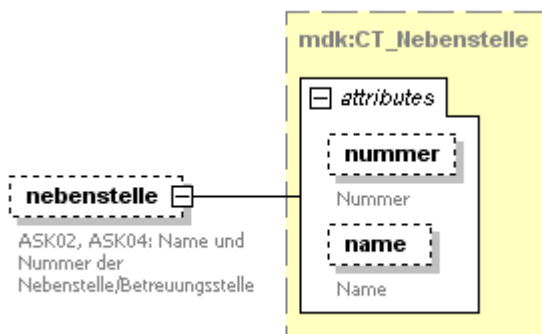 mdk:CT_Nebenstelle
attributes
nummer
Nummer
nebenstelle
ASK02, ASK04: Name und
Nummer der
Nebenstelle/Betreuungsstelle
name
Name